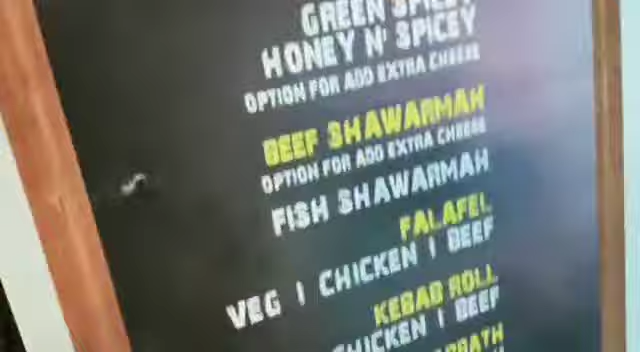 GREEN SPICEY
HONEY N' SPICEY
OPTION FOR ADD EXTRA CHEESE
BEEF SHAWARMAH
OPTION FOR ADD EXTRA CHEESE
FISH SHAWARMAH
FALAFEL
VEG | CHICKEN | BEEF
KEBAB ROLL
CHICKEN | BEEF